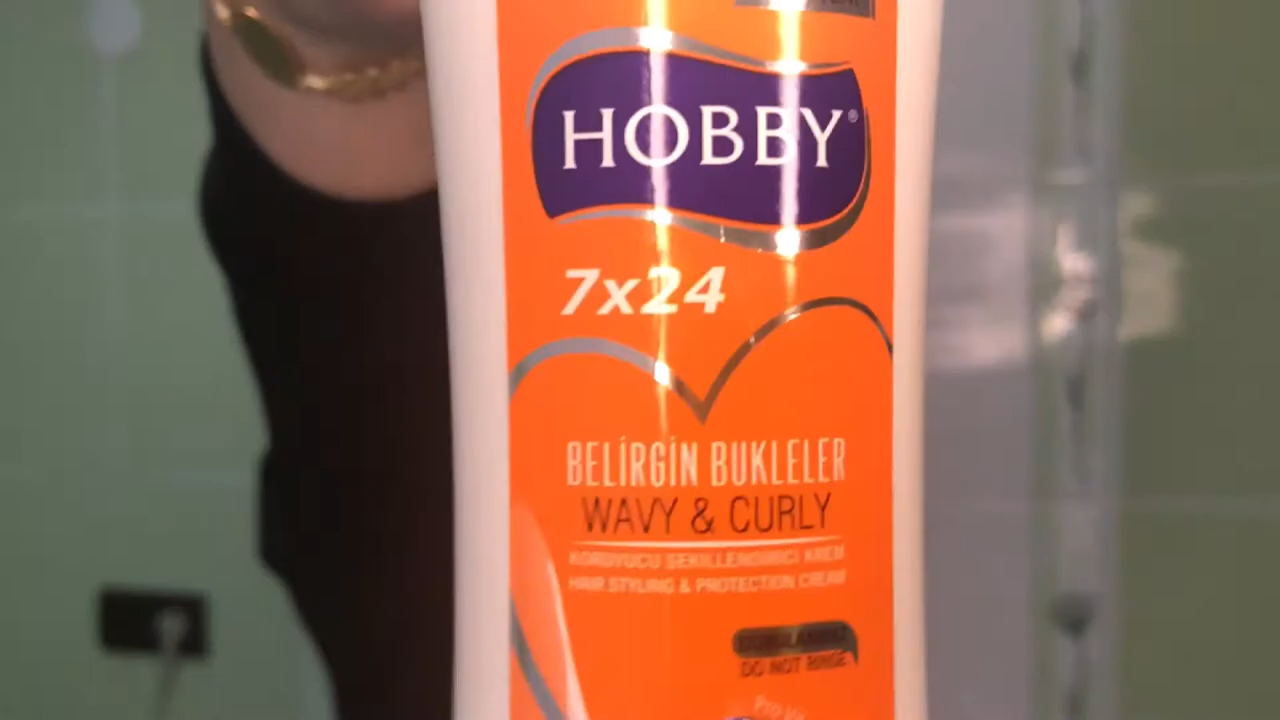 HOBBY®
7x24
BELİRGİN BUKLELER
WAVY & CURLY
KORUYUCU ŞEKİLLENDİRİCİ KREM
HAIR STYLING & PROTECTION CREAM
DO NOT RINSE